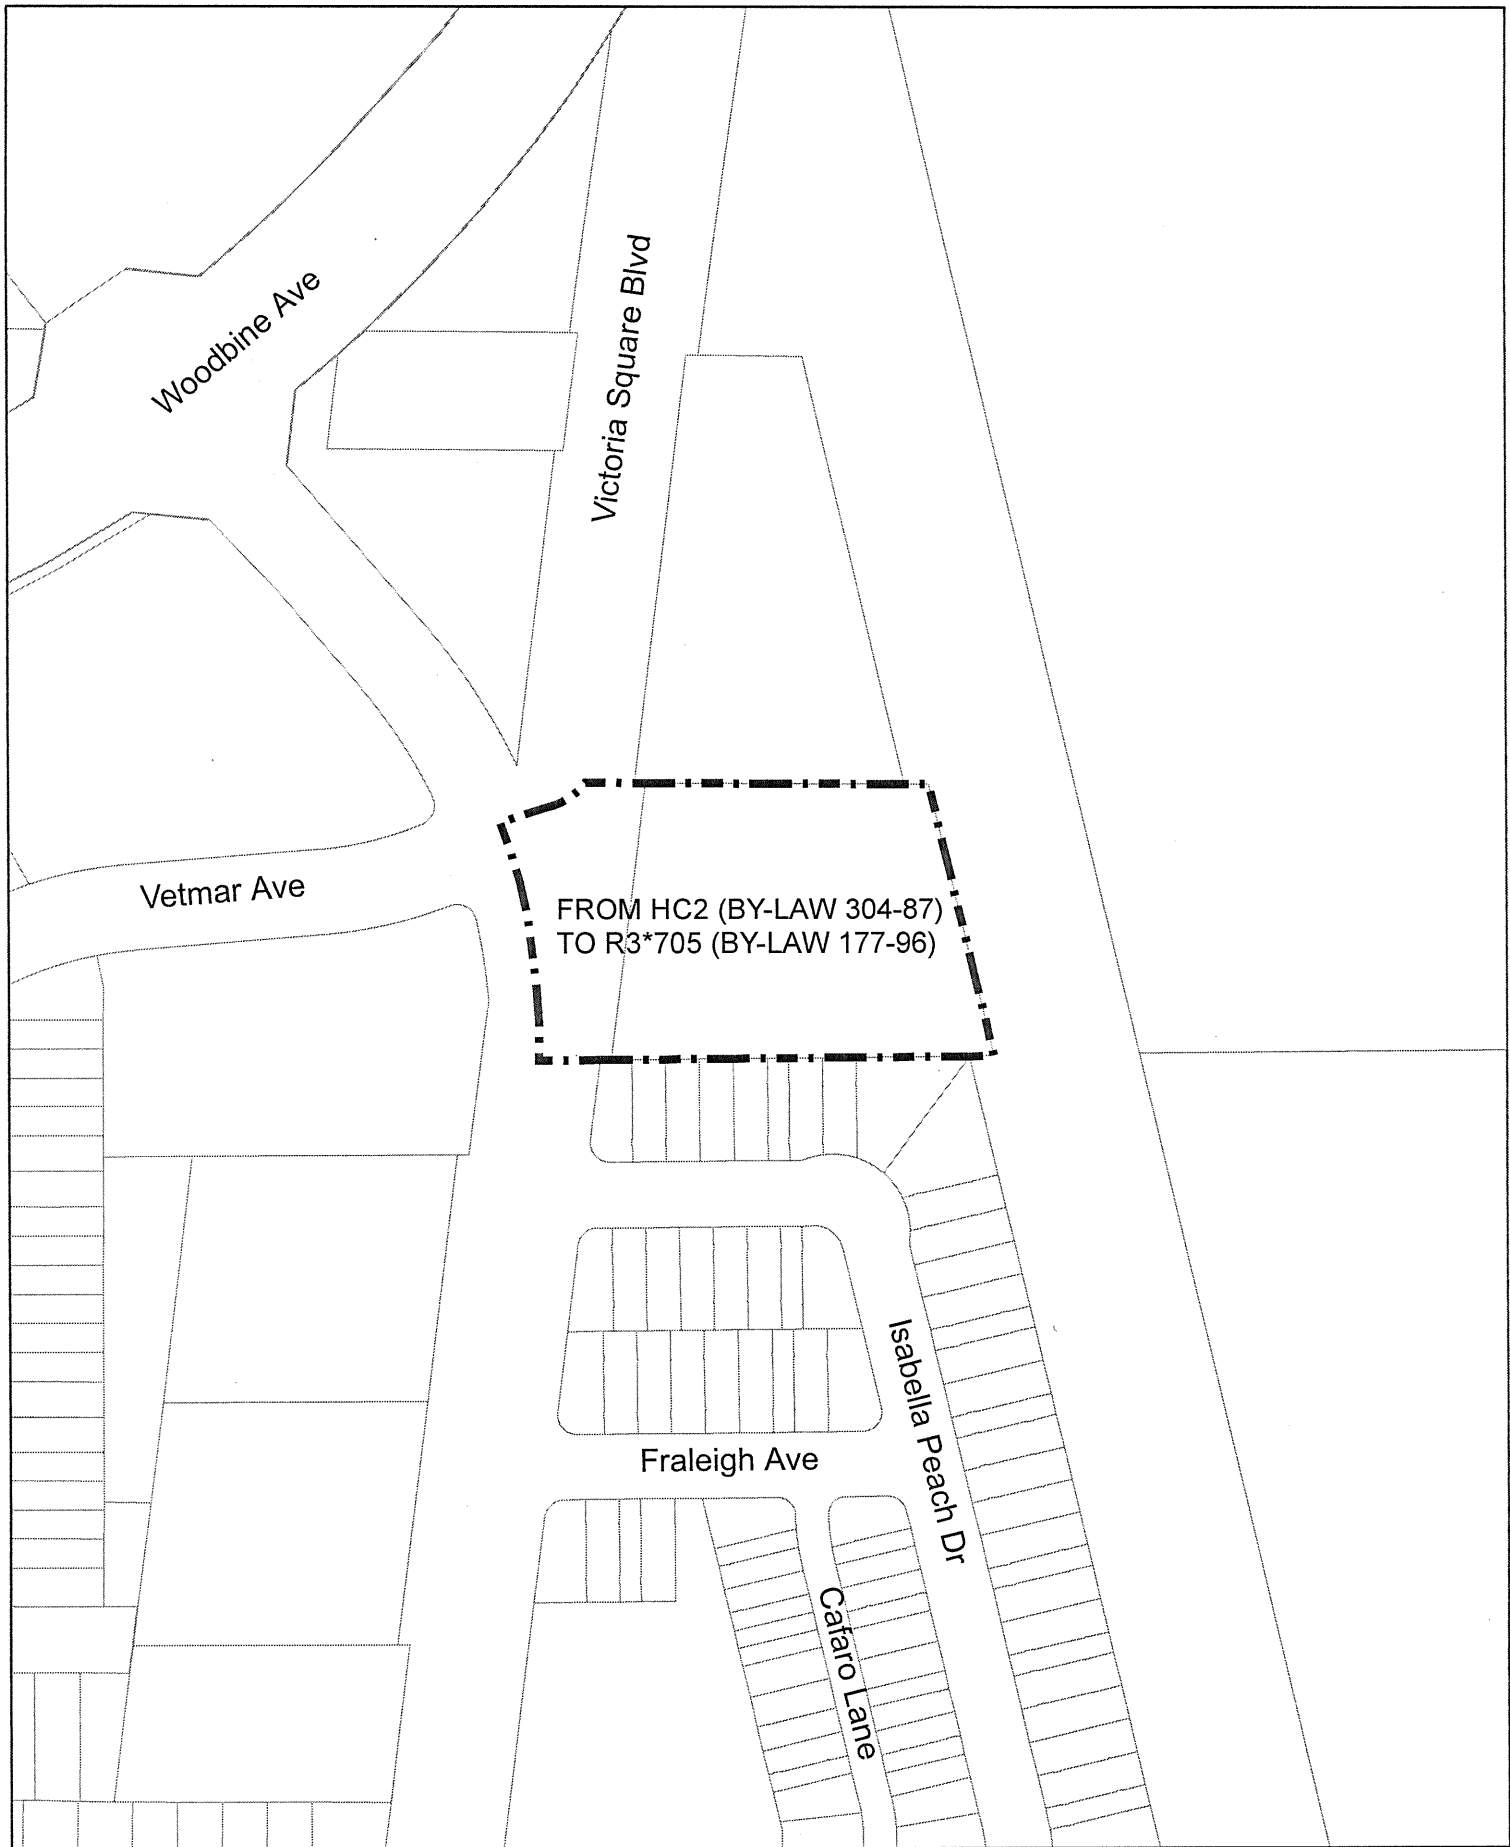 Woodbine Ave
Victoria Square Blvd
Vetmar Ave
FROM HC2 (BY-LAW 304-87)
TO R3*705 (BY-LAW 177-96)
Isabella Peach Dr
Fraleigh Ave
Cafaro Lane